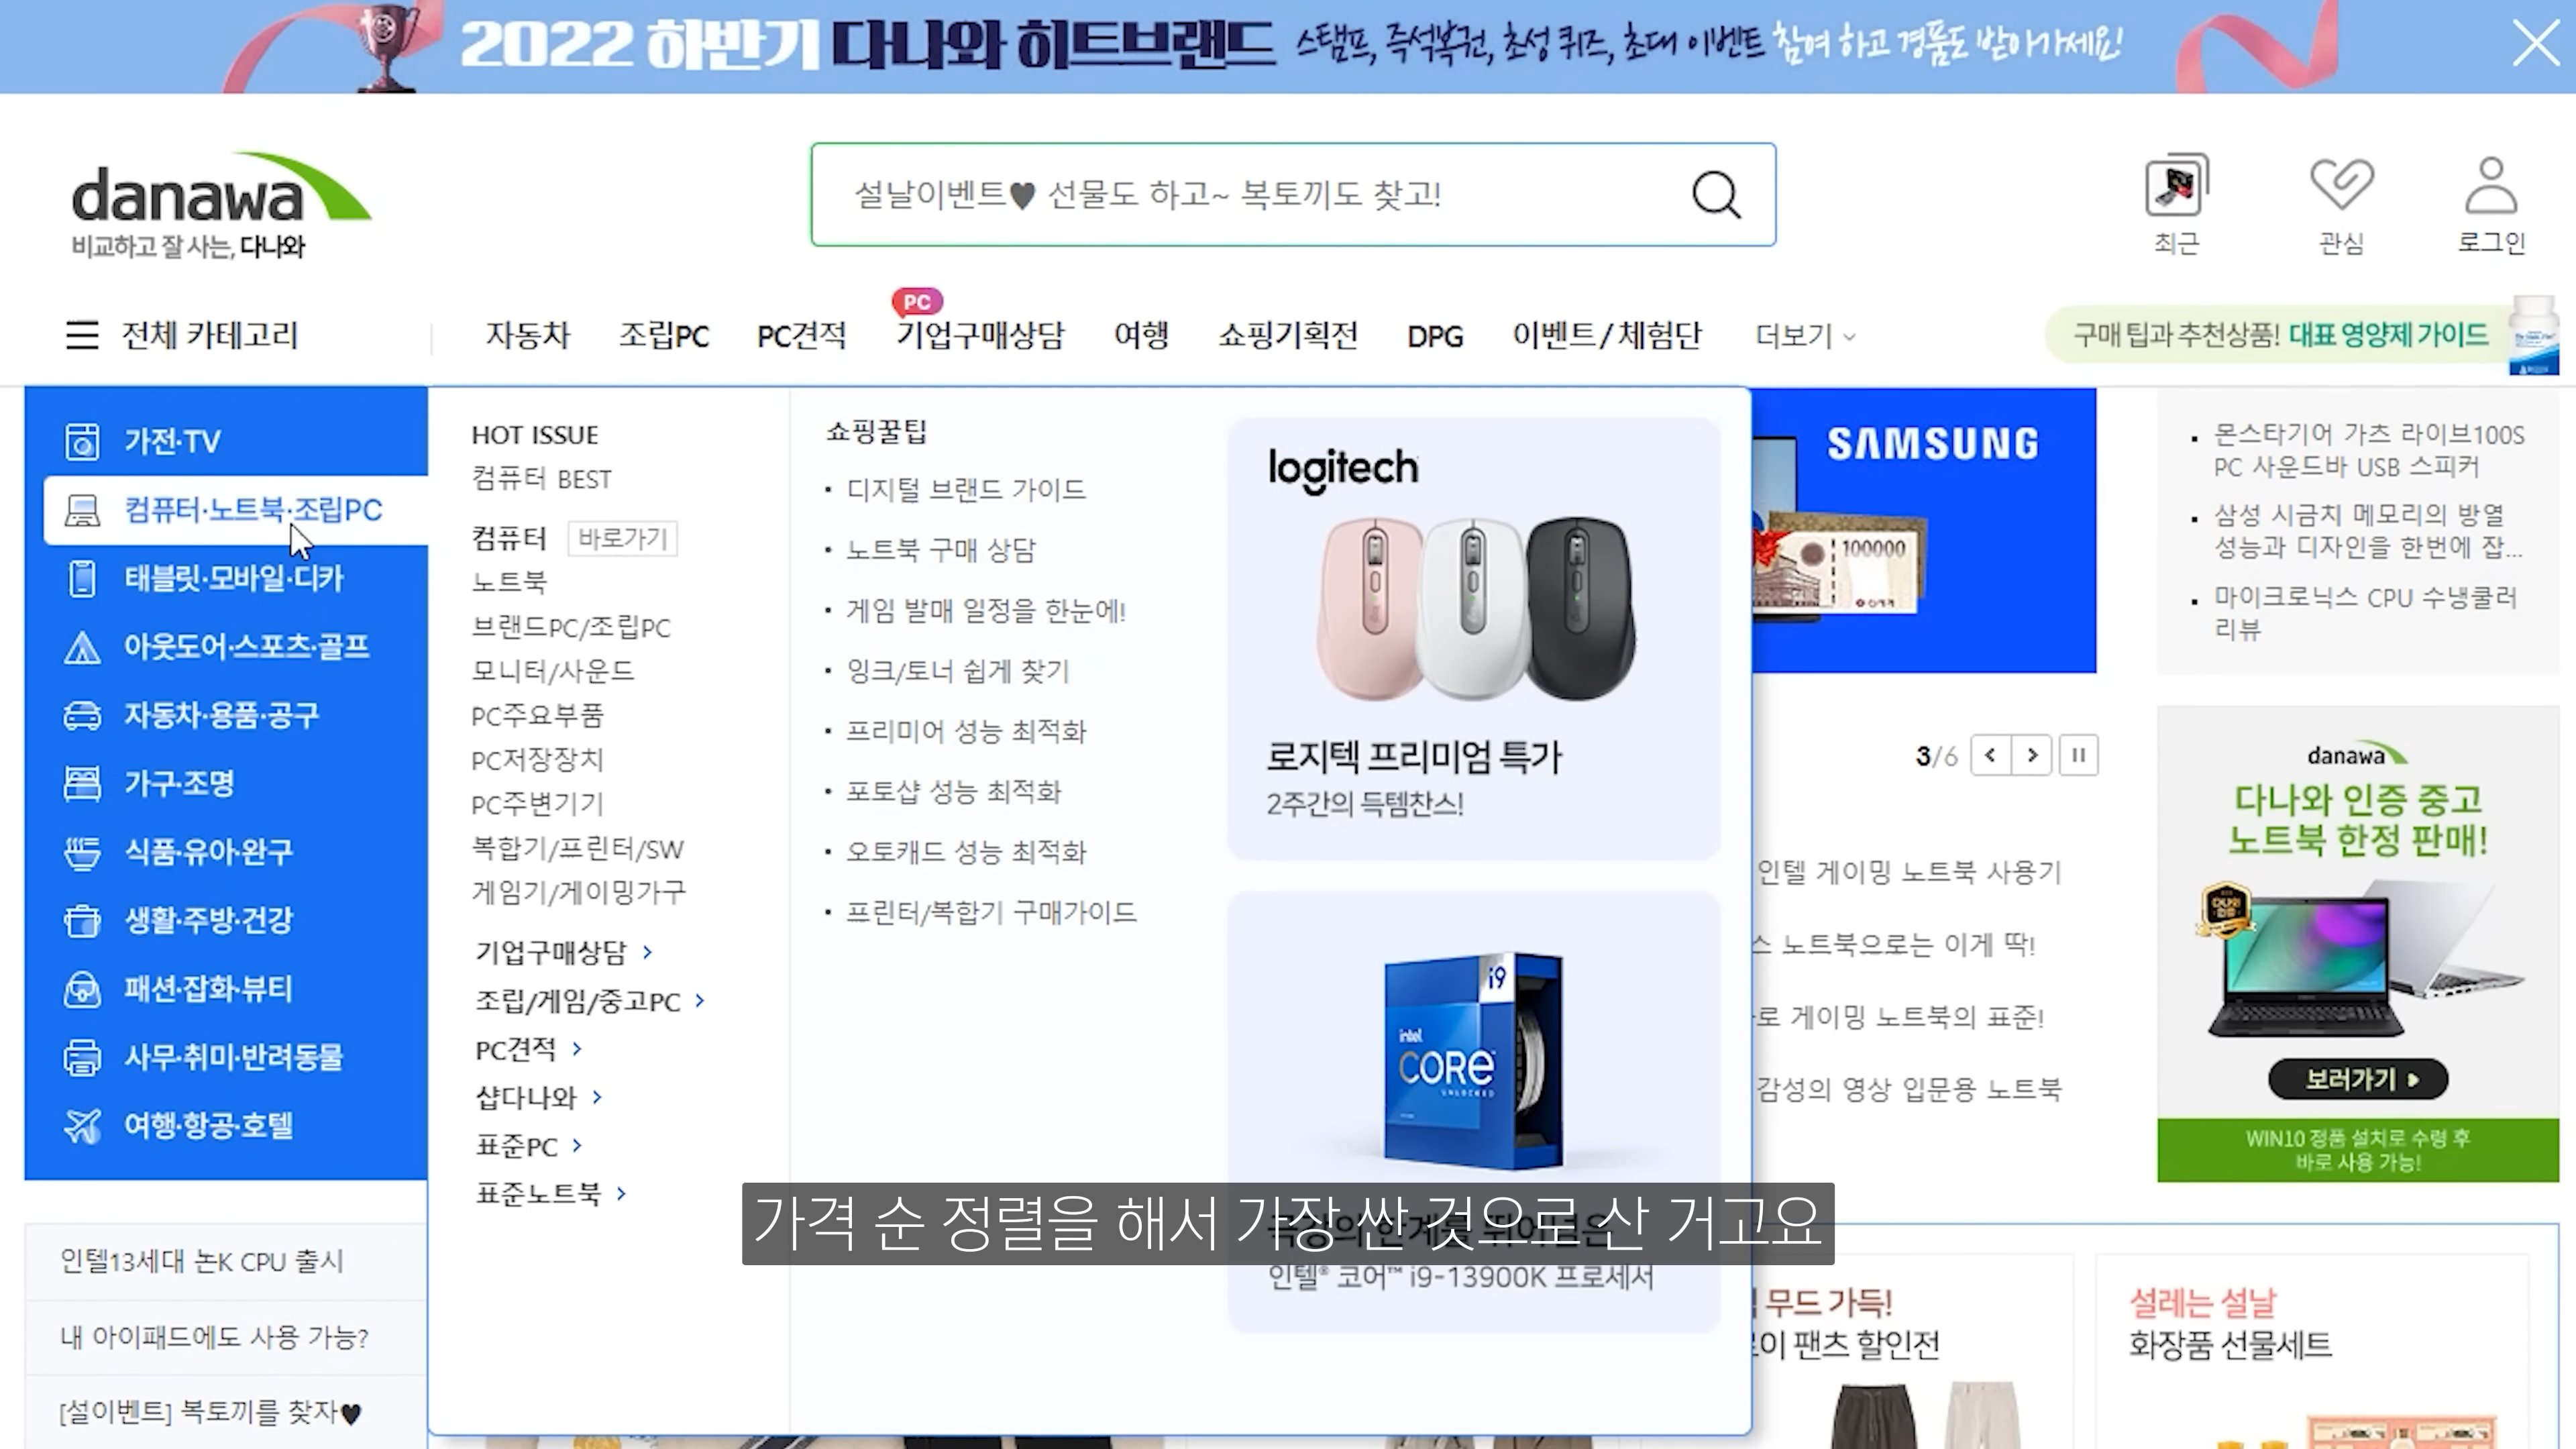 2022 하반기 다나와 히트브랜드 스탬프, 즉석복권, 초성 퀴즈, 초대 이벤트 참여 하고 경품도 받아가세요!
danawa
비교하고 잘 사는, 다나와
설날이벤트♥ 선물도 하고~ 복토끼도 찾고!
최근
관심
로그인
전체 카테고리
자동차
조립PC
PC견적
PC
기업구매상담
여행
쇼핑기획전
DPG
이벤트/체험단
더보기
구매 팁과 추천상품! 대표 영양제 가이드
가전·TV
컴퓨터·노트북·조립PC
태블릿·모바일·디카
아웃도어·스포츠·골프
자동차·용품·공구
가구·조명
식품·유아·완구
생활·주방·건강
패션·잡화·뷰티
사무·취미·반려동물
여행·항공·호텔
인텔13세대 논K CPU 출시
내 아이패드에도 사용 가능?
[설이벤트] 복토끼를 찾자♥
HOT ISSUE
컴퓨터 BEST
컴퓨터 바로가기
노트북
브랜드PC/조립PC
모니터/사운드
PC주요부품
PC저장장치
PC주변기기
복합기/프린터/SW
게임기/게이밍가구
기업구매상담 >
조립/게임/중고PC >
PC견적 >
샵다나와 >
표준PC >
표준노트북 >
쇼핑꿀팁
· 디지털 브랜드 가이드
· 노트북 구매 상담
· 게임 발매 일정을 한눈에!
· 잉크/토너 쉽게 찾기
· 프리미어 성능 최적화
· 포토샵 성능 최적화
· 오토캐드 성능 최적화
· 프린터/복합기 구매가이드
logitech
로지텍 프리미엄 특가
2주간의 득템찬스!
i9
intel
CORE
UNLOCKED
극강의 한계를 뛰어넘은
인텔® 코어™ i9-13900K 프로세서
가격 순 정렬을 해서 가장 싼 것으로 산 거고요
SAMSUNG
100000
3/6
인텔 게이밍 노트북 사용기
스 노트북으로는 이게 딱!
로 게이밍 노트북의 표준!
감성의 영상 입문용 노트북
무드 가득!
이 팬츠 할인전
설레는 설날
화장품 선물세트
몬스타기어 가츠 라이브100S
PC 사운드바 USB 스피커
삼성 시금치 메모리의 방열
성능과 디자인을 한번에 잡...
마이크로닉스 CPU 수냉쿨러
리뷰
danawa
다나와 인증 중고
노트북 한정 판매!
보러가기
WIN10 정품 설치로 수령 후
바로 사용 가능!